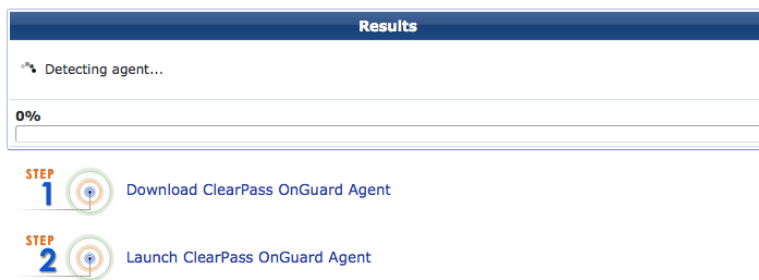 Results
Detecting agent...
0%
STEP
1
Download ClearPass OnGuard Agent
STEP
2
Launch ClearPass OnGuard Agent